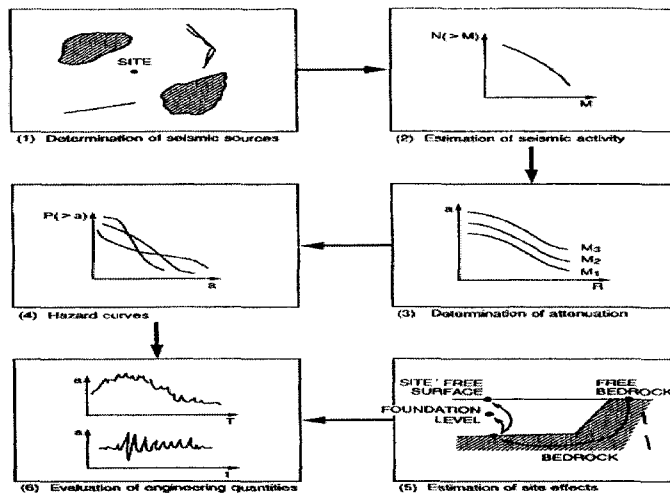 SITE
(1) Determination of seismic sources
N(>M)
M
(2) Estimation of seismic activity
P(>a)
a
(4) Hazard curves
a
M3
M2
M1
R
(3) Determination of attenuation
a
T
a
t
(6) Evaluation of engineering quantities
SITE' FREE
SURFACE
FOUNDATION
LEVEL
FREE
BEDROCK
BEDROCK
(5) Estimation of site effects